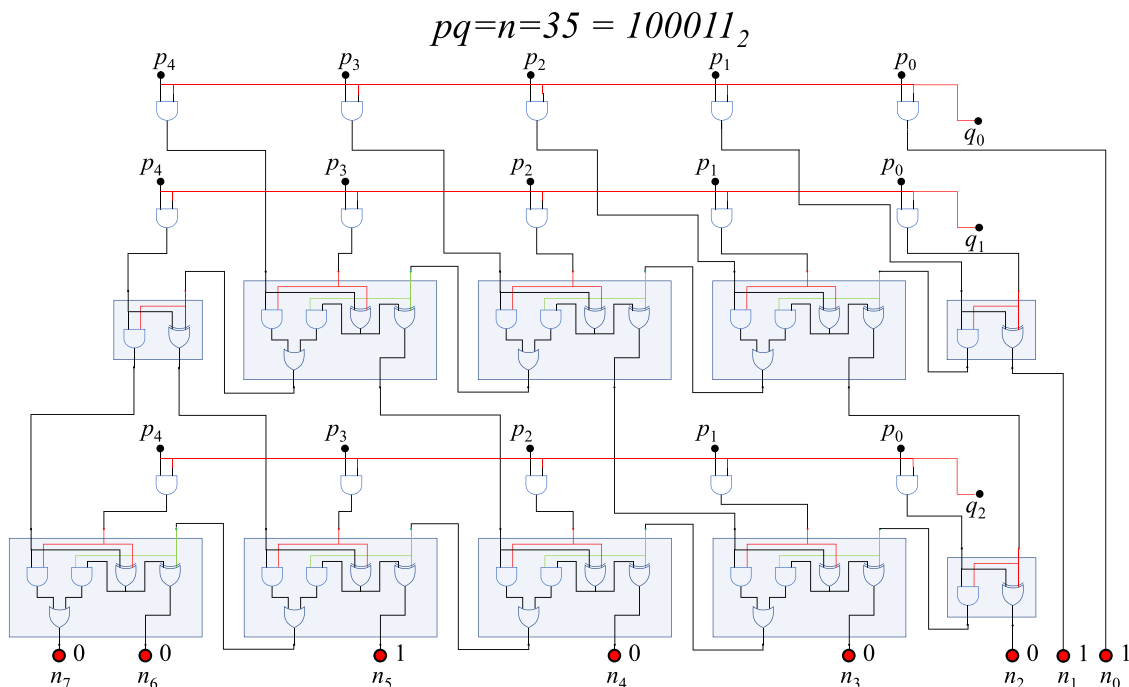 pq=n=35 = 100011₂
p₄ p₃ p₂ p₁ p₀
q₀
p₄ p₃ p₂ p₁ p₀
q₁
p₄ p₃ p₂ p₁ p₀
q₂
0 0 1 0 0 0 1 1
n₇ n₆ n₅ n₄ n₃ n₂ n₁ n₀